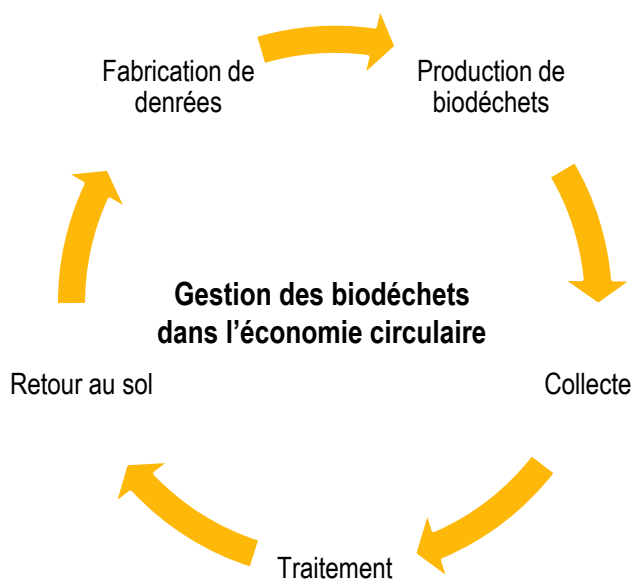 Fabrication de
denrées
Production de
biodéchets
Gestion des biodéchets
dans l’économie circulaire
Retour au sol
Collecte
Traitement